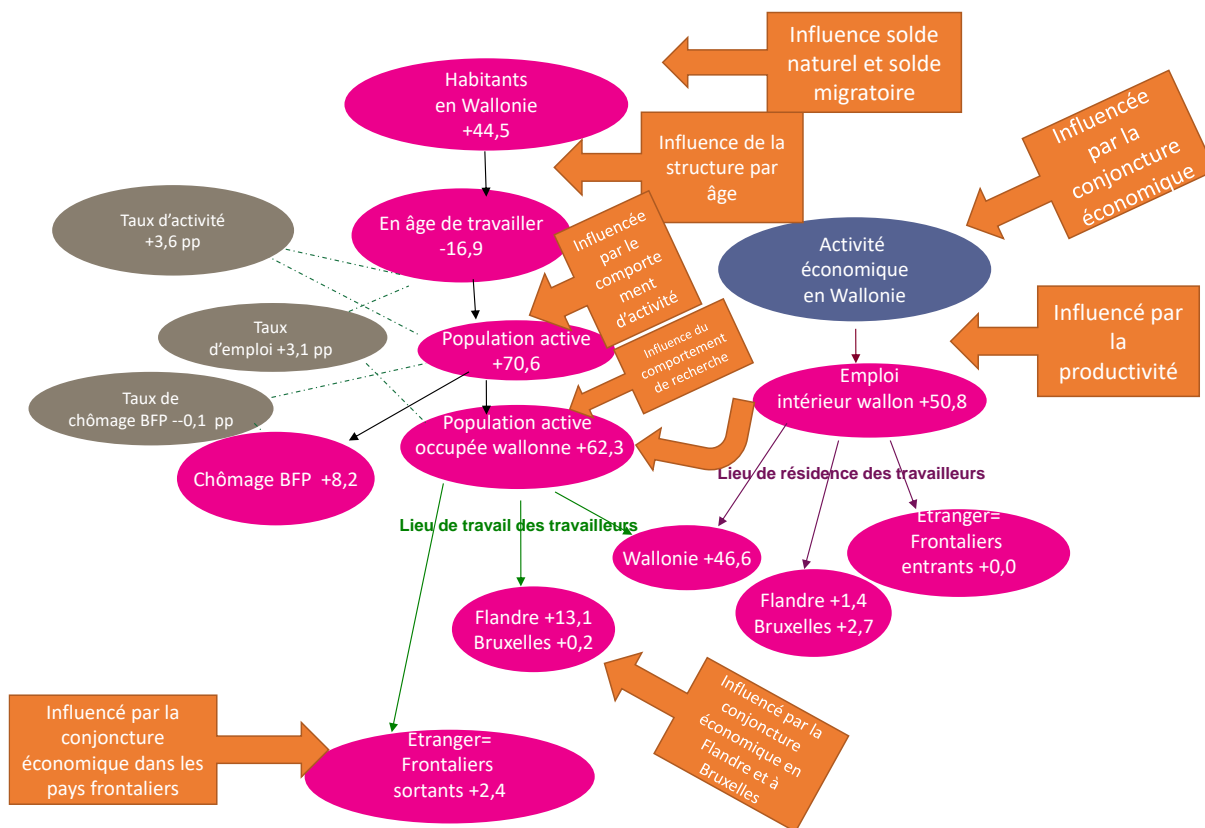 Influence solde
naturel et solde
migratoire
Habitants
en Wallonie
+44,5
Influencée
par la
conjoncture
économique
Influence de la
structure par
âge
Taux d'activité
+3,6 pp
En âge de travailler
-16,9
Influencée
par le
comporte
ment
d'activité
Activité
économique
en Wallonie
Influencé par
la
productivité
Taux
d'emploi +3,1 pp
Population active
+70,6
Influence du
comportement
de recherche
Emploi
intérieur wallon +50,8
Taux de
chômage BFP --0,1 pp
Population active
occupée wallonne +62,3
Chômage BFP +8,2
Lieu de résidence des travailleurs
Lieu de travail des travailleurs
Etranger=
Frontaliers
entrants +0,0
Wallonie +46,6
Flandre +1,4
Bruxelles +2,7
Flandre +13,1
Bruxelles +0,2
Influencé par la
conjoncture
économique en
Flandre et à
Bruxelles
Influencé par la
conjoncture
économique dans les
pays frontaliers
Etranger=
Frontaliers
sortants +2,4